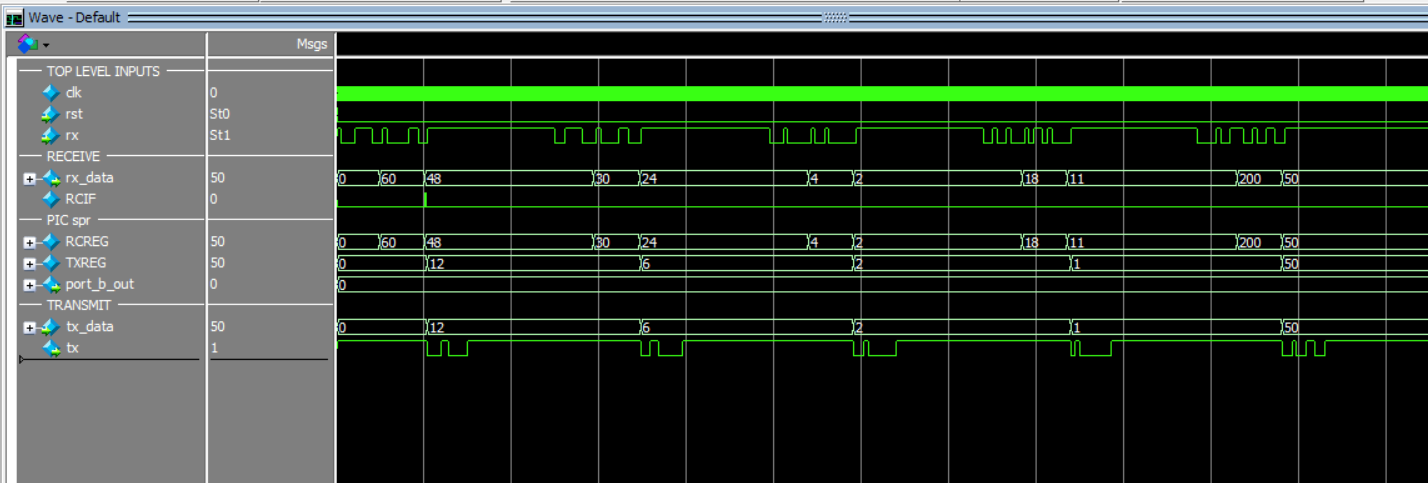 Wave - Default
Msgs
TOP LEVEL INPUTS
clk 0
rst St0
rx St1
RECEIVE
rx_data 50 0 60 48 30 24 4 2 18 11 200 50
RCIF 0
PIC spr
RCREG 50 0 60 48 30 24 4 2 18 11 200 50
TXREG 50 0 12 6 2 1 50
port_b_out 0 0
TRANSMIT
tx_data 50 0 12 6 2 1 50
tx 1